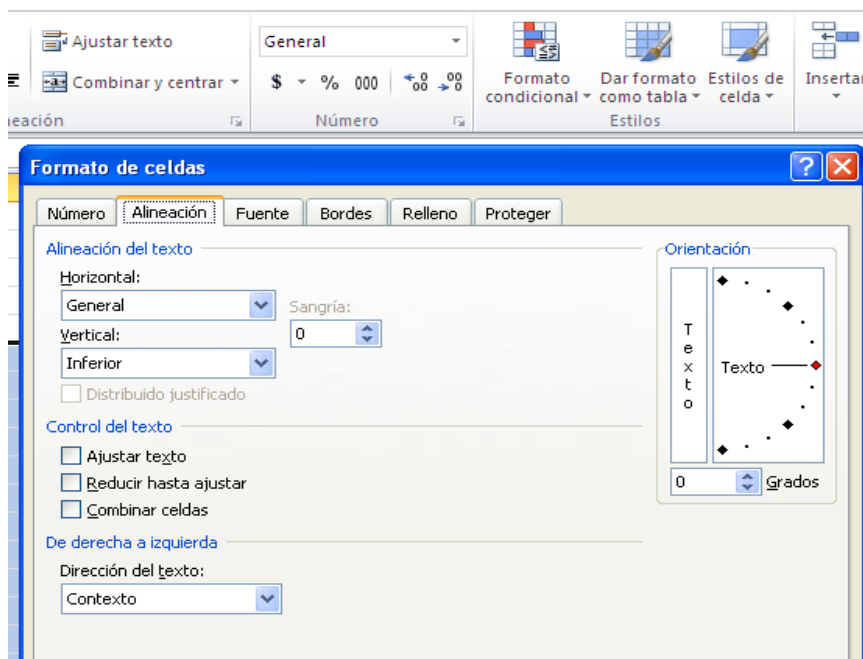 Ajustar texto
General
Combinar y centrar
$ % 000
Formato condicional
Dar formato como tabla
Estilos de celda
Insertar
Número
Estilos
Formato de celdas
Número
Alineación
Fuente
Bordes
Relleno
Proteger
Alineación del texto
Horizontal:
General
Sangría:
Vertical:
0
Inferior
Distribuido justificado
Control del texto
Ajustar texto
Reducir hasta ajustar
Combinar celdas
De derecha a izquierda
Dirección del texto:
Contexto
Orientación
Texto
Texto
0 Grados